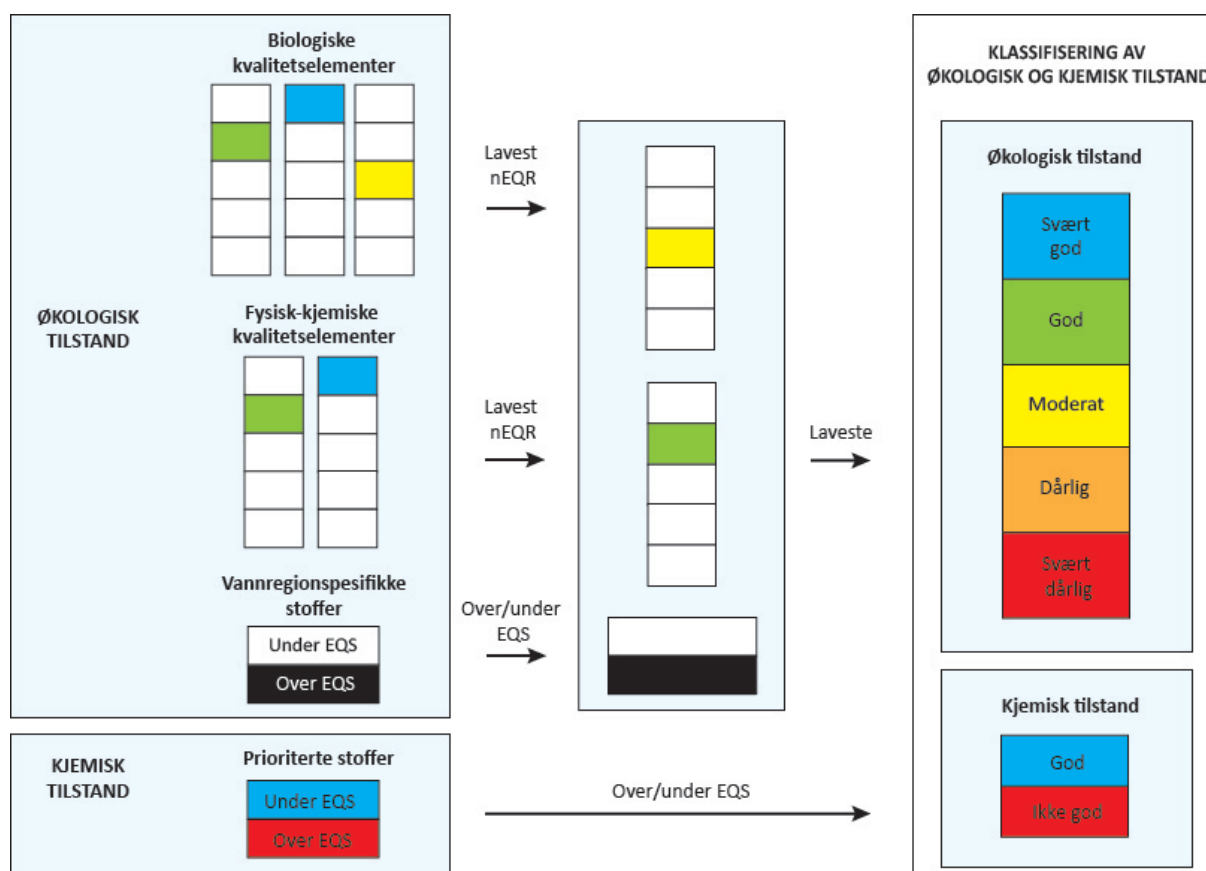 Biologiske
kvalitetselementer
ØKOLOGISK
TILSTAND
Fysisk-kjemiske
kvalitetselementer
Vannregionspesifikke
stoffer
Under EQS
Over EQS
Lavest
nEQR
Lavest
nEQR
Over/under
EQS
Laveste
KLASSIFISERING AV
ØKOLOGISK OG KJEMISK TILSTAND
Økologisk tilstand
Svært
god
God
Moderat
Dårlig
Svært
dårlig
KJEMISK
TILSTAND
Prioriterte stoffer
Under EQS
Over EQS
Over/under EQS
Kjemisk tilstand
God
Ikke god